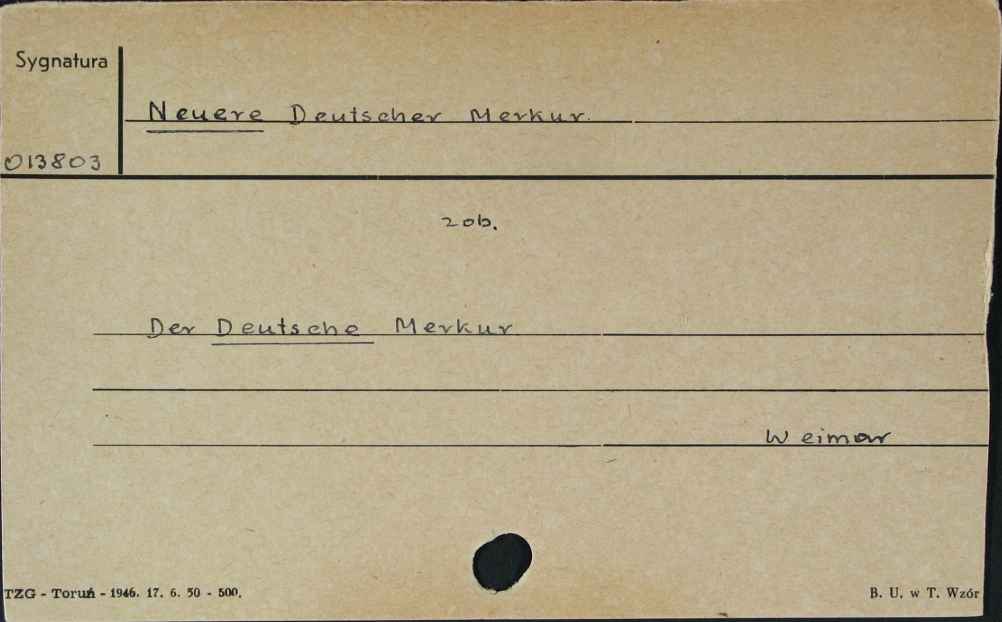 Sygnatura
Neuere Deutscher Merkur.
013803
zob.
Der Deutsche Merkur
Weimar
TZG - Toruń - 1946. 17. 6. 50 - 500.
B. U. w T. Wzór